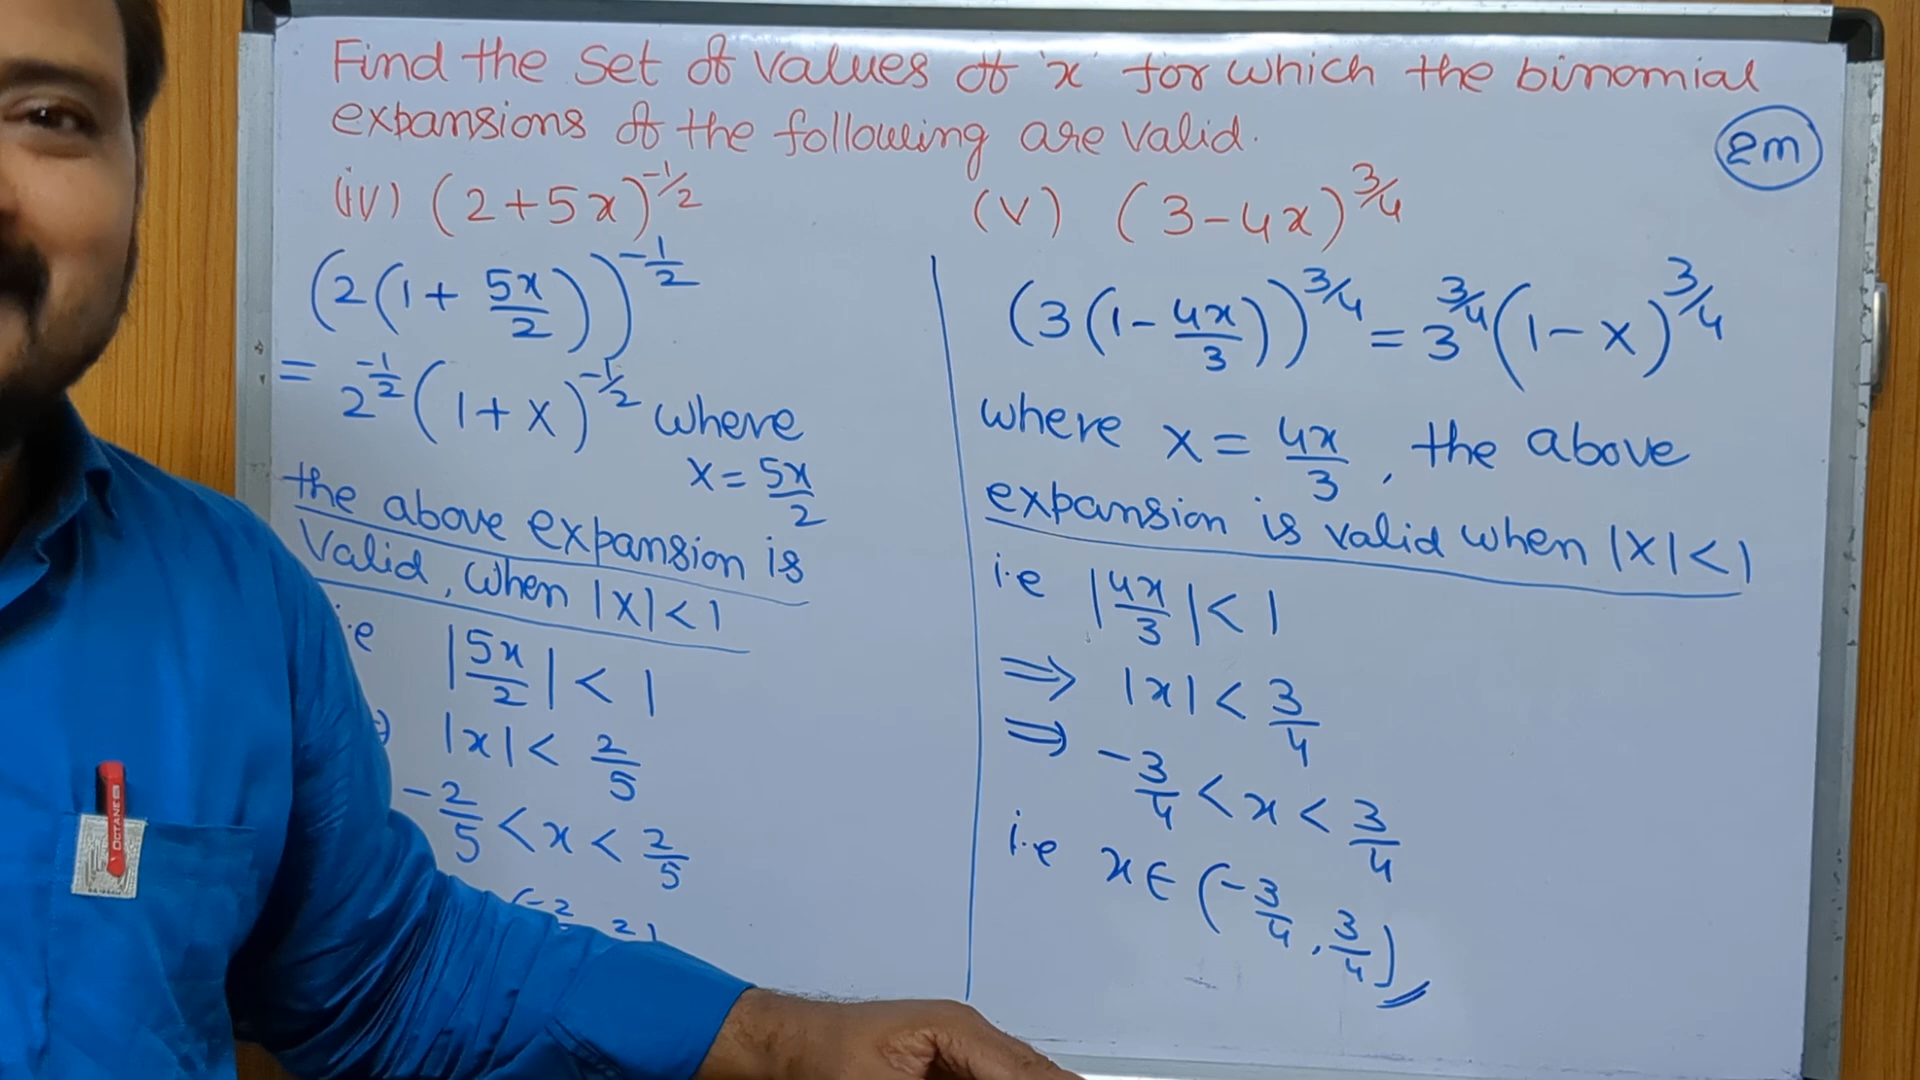 Find the set of values of 'x' for which the binomial
expansions of the following are valid.
2m
(iv) (2+5x)^-1/2
(2(1+5x/2))^-1/2
= 2^-1/2 (1+X)^-1/2 where
X = 5x/2
the above expansion is
valid, when |X|<1
i.e |5x/2| < 1
|x| < 2/5
-2/5 < x < 2/5
(-2/ 2)
(v) (3-4x)^3/4
(3(1-4x/3))^3/4 = 3^3/4 (1-X)^3/4
where X = 4x/3, the above
expansion is valid when |X|<1
i.e |4x/3| < 1
⇒ |x| < 3/4
⇒ -3/4 < x < 3/4
i.e x∈(-3/4, 3/4)
OCTANE